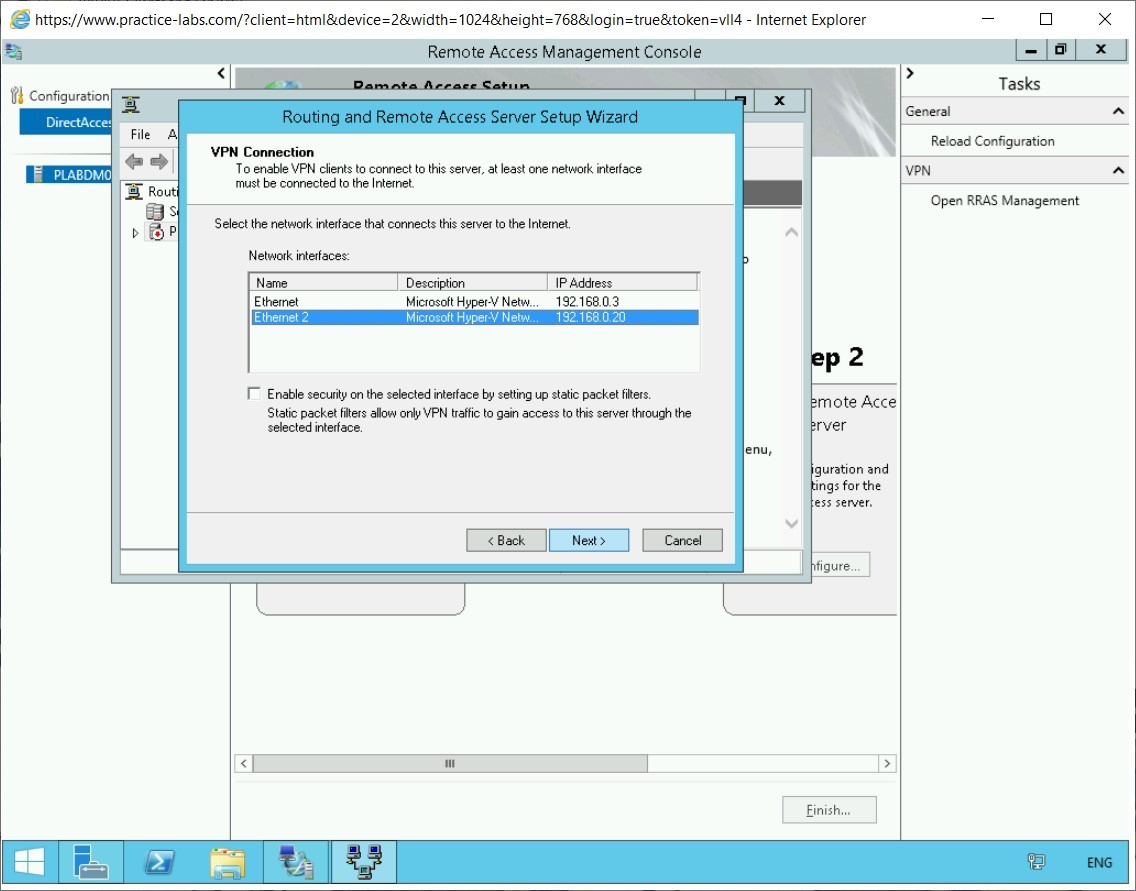 https://www.practice-labs.com/?client=html&device=2&width=1024&height=768&login=true&token=vll4 - Internet Explorer
Remote Access Management Console
Configuration
DirectAcces
PLABDM0
Remote Access Setup
File A
Routi
Se
P
Routing and Remote Access Server Setup Wizard
VPN Connection
To enable VPN clients to connect to this server, at least one network interface
must be connected to the Internet.
Select the network interface that connects this server to the Internet.
Network interfaces:
Name Description IP Address
Ethernet Microsoft Hyper-V Netw... 192.168.0.3
Ethernet 2 Microsoft Hyper-V Netw... 192.168.0.20
Enable security on the selected interface by setting up static packet filters.
Static packet filters allow only VPN traffic to gain access to this server through the
selected interface.
< Back Next > Cancel
enu,
ep 2
emote Acce
erver
iguration and
tings for the
cess server.
nfigure...
Finish...
Tasks
General
Reload Configuration
VPN
Open RRAS Management
ENG